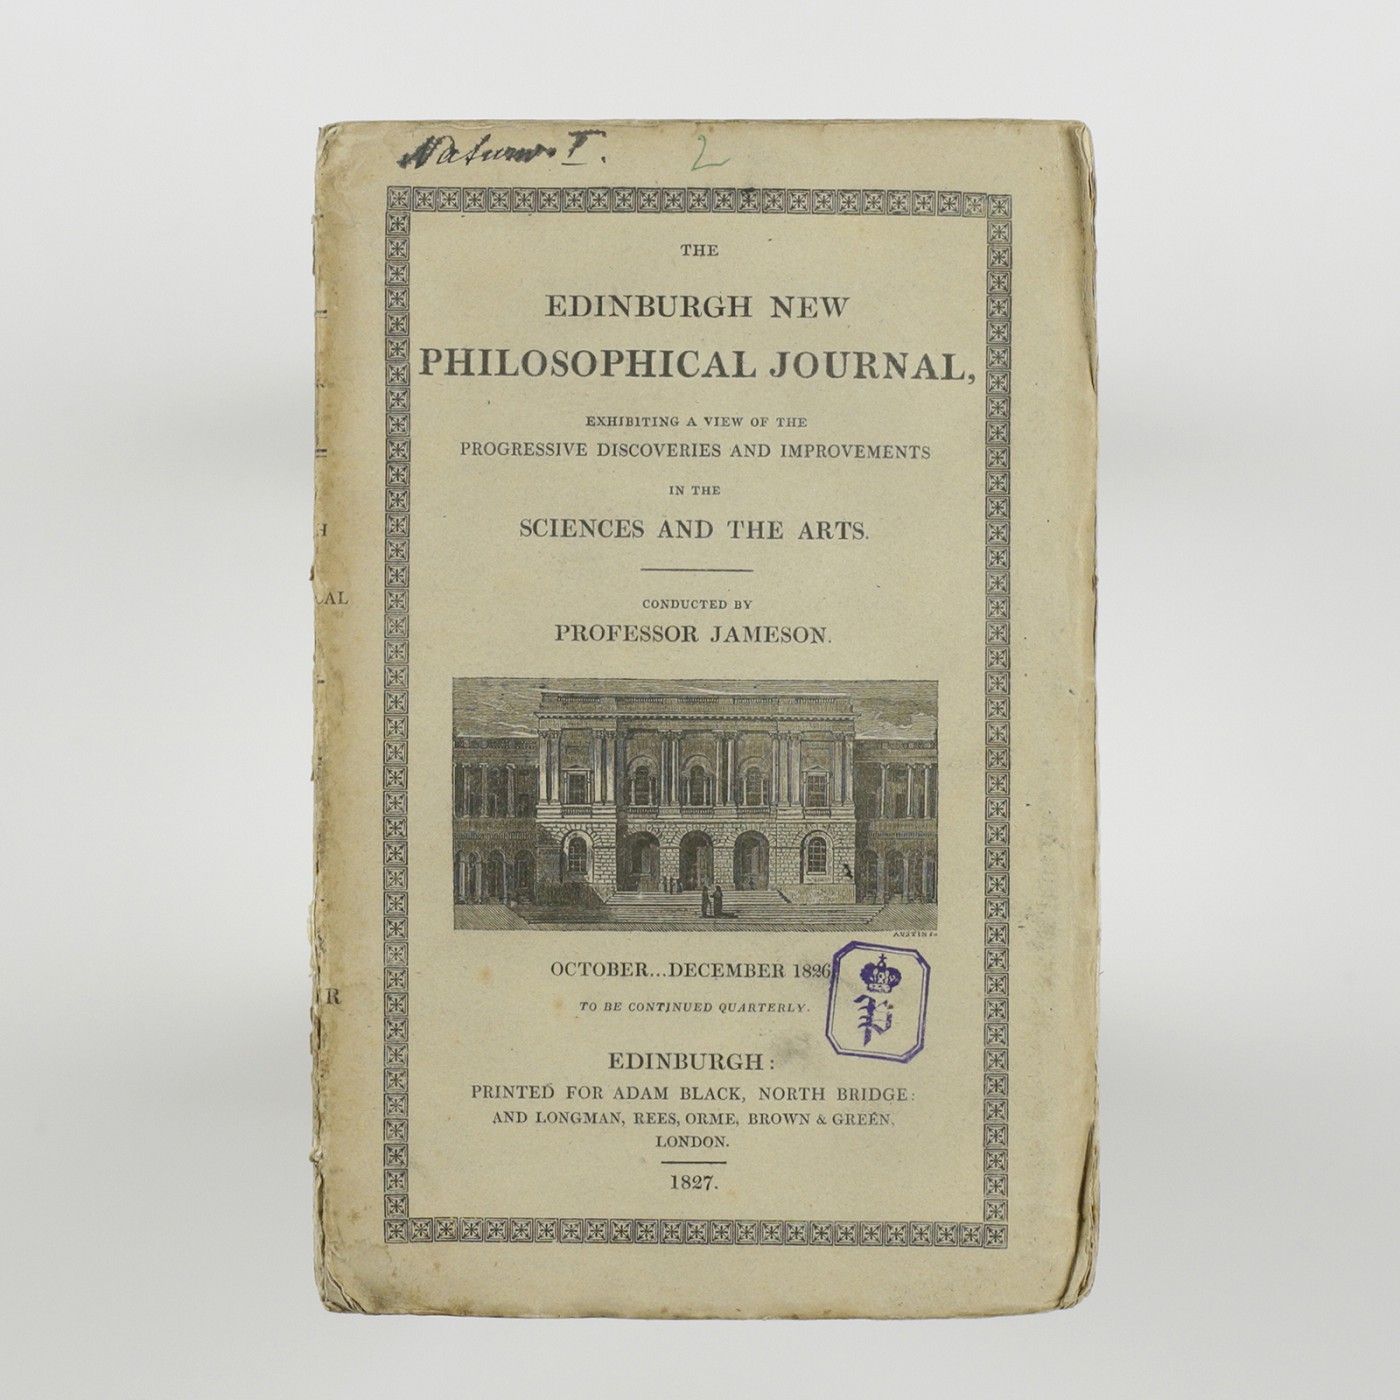 2
THE
EDINBURGH NEW
PHILOSOPHICAL JOURNAL,
EXHIBITING A VIEW OF THE
PROGRESSIVE DISCOVERIES AND IMPROVEMENTS
IN THE
SCIENCES AND THE ARTS.
CONDUCTED BY
PROFESSOR JAMESON.
AUSTIN
OCTOBER...DECEMBER 1826
TO BE CONTINUED QUARTERLY.
P
EDINBURGH:
PRINTED FOR ADAM BLACK, NORTH BRIDGE:
AND LONGMAN, REES, ORME, BROWN & GREEN,
LONDON.
1827.